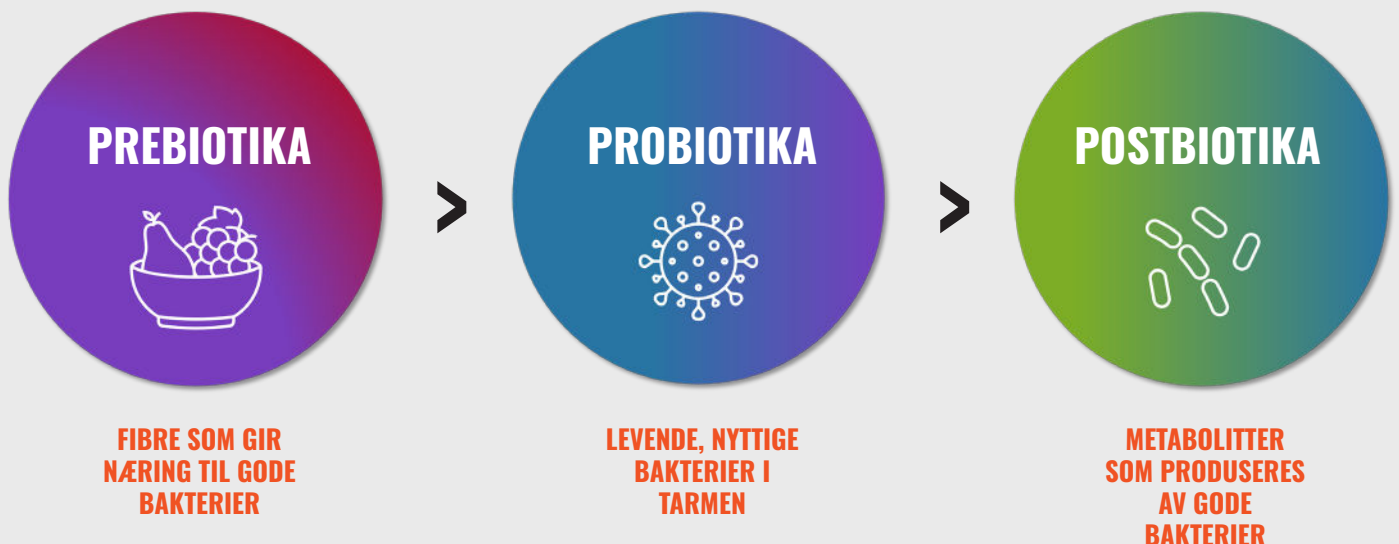 PREBIOTIKA
>
PROBIOTIKA
>
POSTBIOTIKA
FIBRE SOM GIR
NÆRING TIL GODE
BAKTERIER
LEVENDE, NYTTIGE
BAKTERIER I
TARMEN
METABOLITTER
SOM PRODUSERES
AV GODE
BAKTERIER